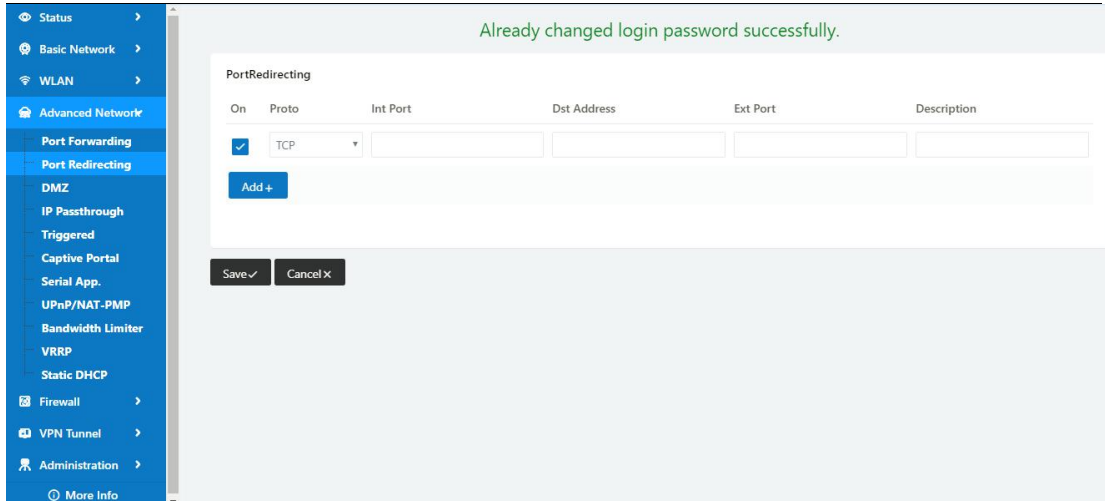 Status
Basic Network
WLAN
Advanced Network
Port Forwarding
Port Redirecting
DMZ
IP Passthrough
Triggered
Captive Portal
Serial App.
UPnP/NAT-PMP
Bandwidth Limiter
VRRP
Static DHCP
Firewall
VPN Tunnel
Administration
More Info
Already changed login password successfully.
PortRedirecting
On Proto Int Port Dst Address Ext Port Description
TCP
Add +
Save Cancel